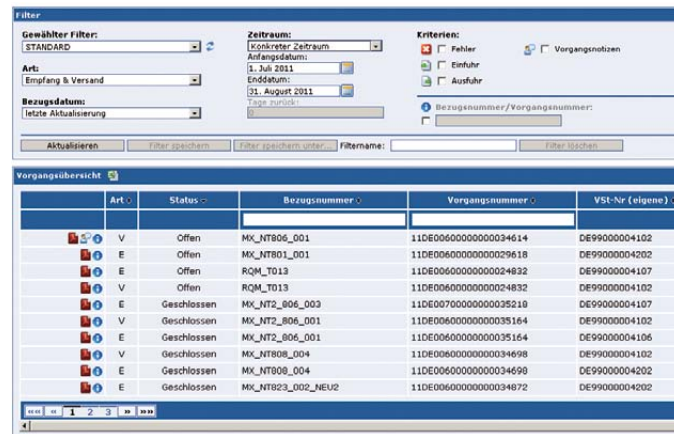 Filter
Gewählter Filter: Zeitraum: Kriterien:
STANDARD Konkreter Zeitraum Fehler Vorgangsnotizen
Anfangsdatum:
Art: 1. Juli 2011 Einfuhr
Empfang & Versand Enddatum:
31. August 2011 Ausfuhr
Bezugsdatum: Tage zurück:
letzte Aktualisierung 0 Bezugsnummer/Vorgangsnummer:
Aktualisieren Filter speichern Filter speichern unter... Filtername: Filter löschen
Vorgangsübersicht
Art Status Bezugsnummer Vorgangsnummer VSt-Nr (eigene)
V Offen MX_NT806_001 11DE00600000000034614 DE99000004102
E Offen MX_NT801_001 11DE00600000000029618 DE99000004202
E Offen RQM_T013 11DE00600000000024832 DE99000004107
V Offen RQM_T013 11DE00600000000024832 DE99000004102
E Geschlossen MX_NT2_806_003 11DE00700000000035218 DE99000004107
V Geschlossen MX_NT2_806_001 11DE00600000000035164 DE99000004102
E Geschlossen MX_NT2_806_001 11DE00600000000035164 DE99000004106
V Geschlossen MX_NT808_004 11DE00600000000034698 DE99000004102
E Geschlossen MX_NT808_004 11DE00600000000034698 DE99000004202
E Geschlossen MX_NT823_002_NEU2 11DE00600000000034872 DE99000004202
«« « 1 2 3 » »»